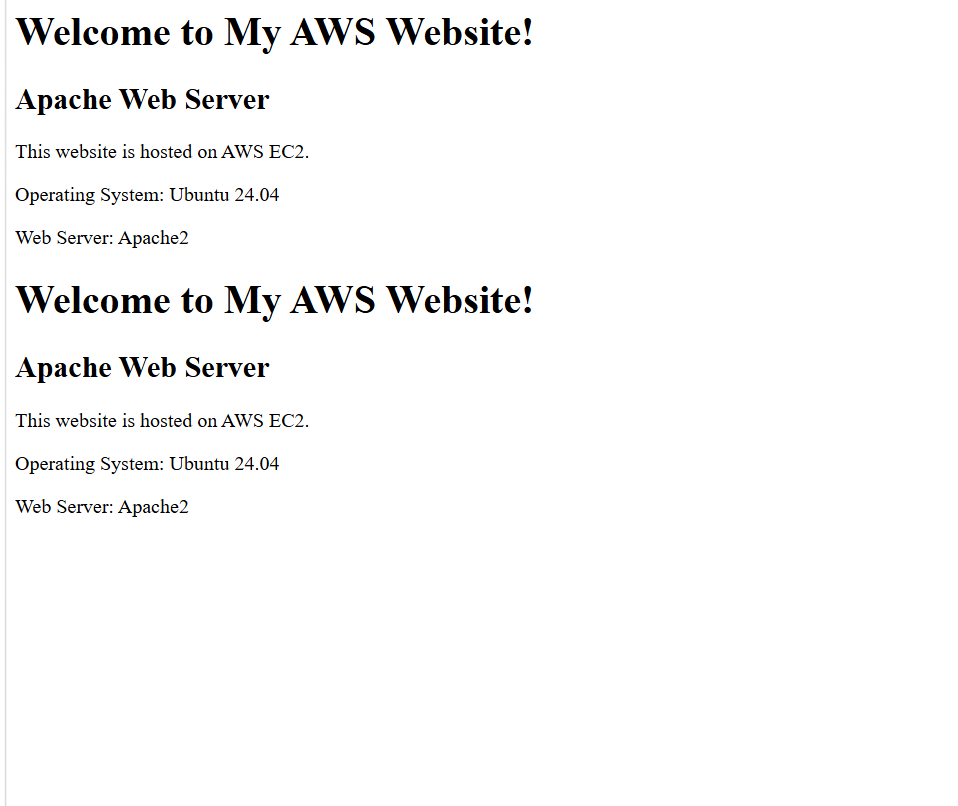 Welcome to My AWS Website!
Apache Web Server
This website is hosted on AWS EC2.
Operating System: Ubuntu 24.04
Web Server: Apache2
Welcome to My AWS Website!
Apache Web Server
This website is hosted on AWS EC2.
Operating System: Ubuntu 24.04
Web Server: Apache2